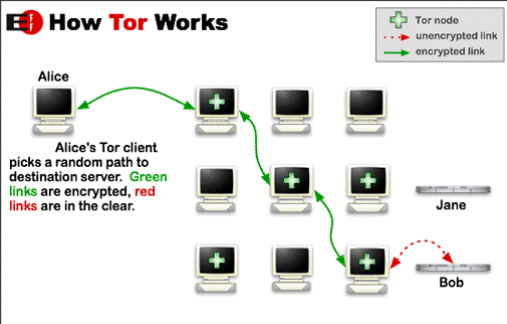 EFF How Tor Works
Tor node
unencrypted link
encrypted link
Alice
Alice's Tor client
picks a random path to
destination server. Green
links are encrypted, red
links are in the clear.
Jane
Bob